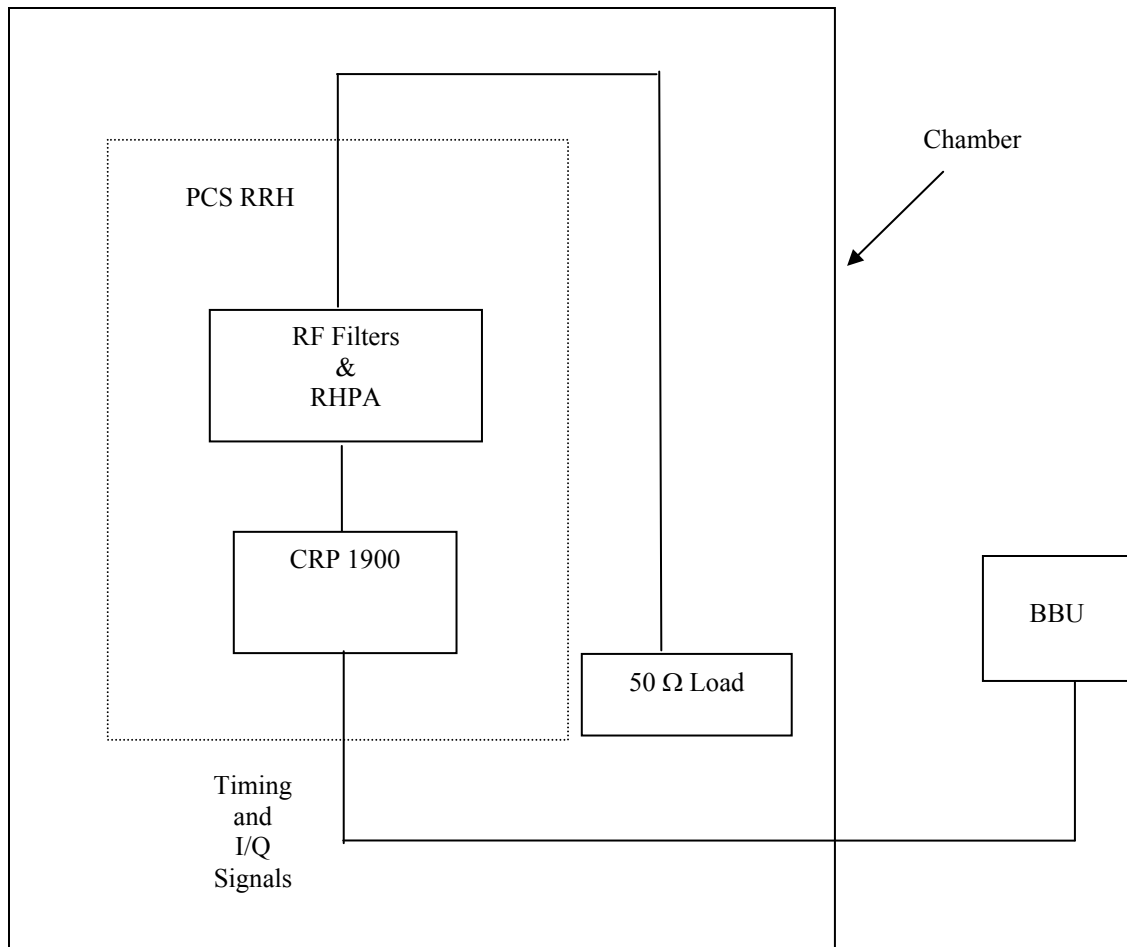 Chamber
PCS RRH
RF Filters
&
RHPA
CRP 1900
BBU
50 Ω Load
Timing
and
I/Q
Signals